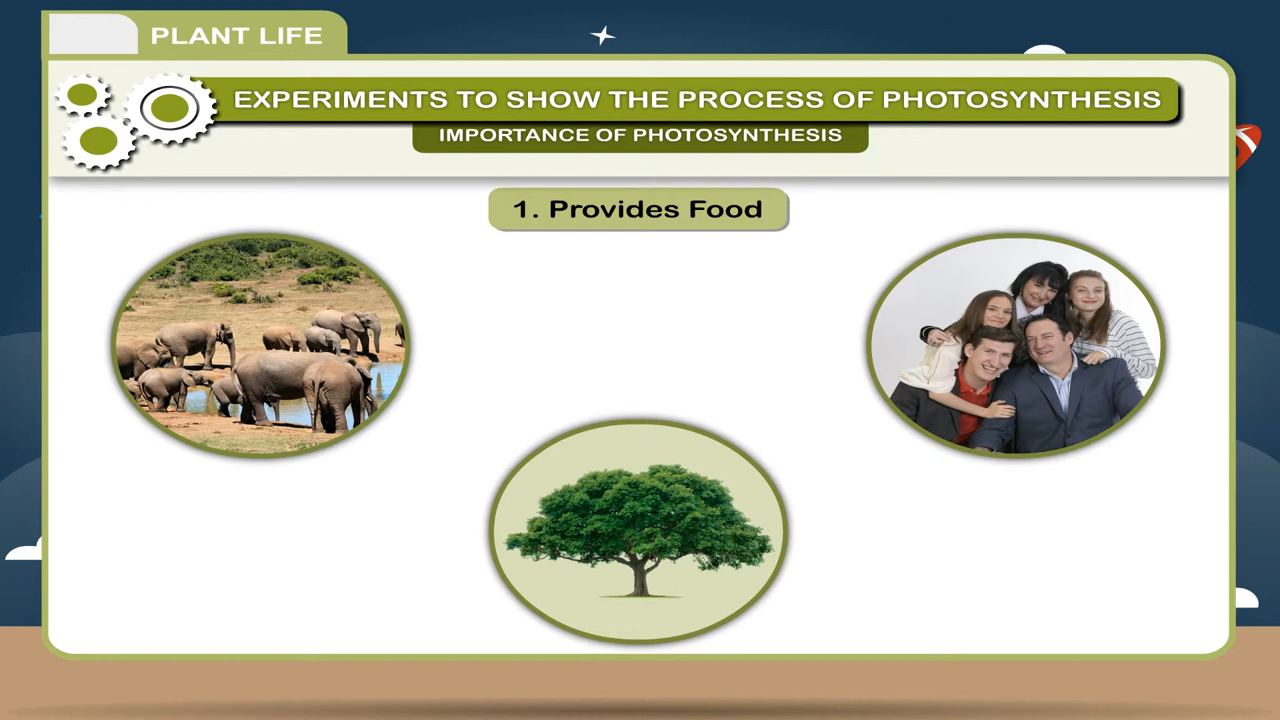 PLANT LIFE
EXPERIMENTS TO SHOW THE PROCESS OF PHOTOSYNTHESIS
IMPORTANCE OF PHOTOSYNTHESIS
1. Provides Food